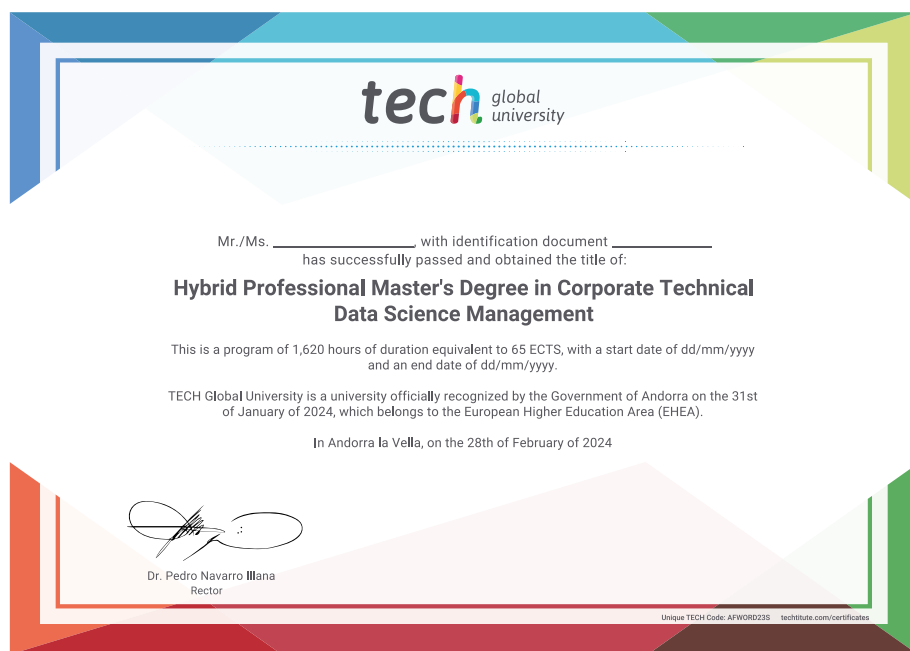 tech global
university
Mr./Ms. ____________, with identification document ____________
has successfully passed and obtained the title of:
Hybrid Professional Master's Degree in Corporate Technical
Data Science Management
This is a program of 1,620 hours of duration equivalent to 65 ECTS, with a start date of dd/mm/yyyy
and an end date of dd/mm/yyyy.
TECH Global University is a university officially recognized by the Government of Andorra on the 31st
of January of 2024, which belongs to the European Higher Education Area (EHEA).
In Andorra la Vella, on the 28th of February of 2024
Dr. Pedro Navarro Illana
Rector
Unique TECH Code: AFWORD23S techtitute.com/certificates